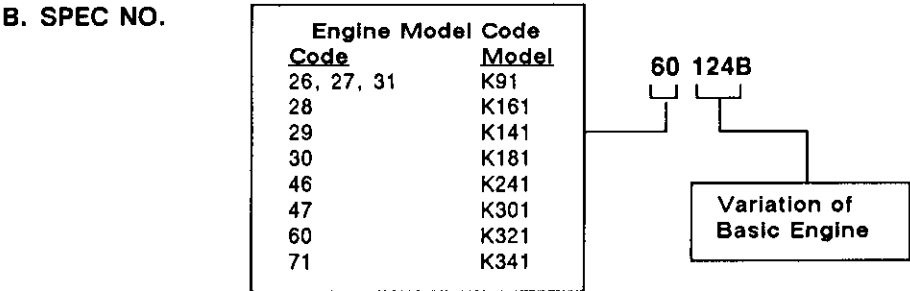 B. SPEC NO.
Engine Model Code
Code Model
26, 27, 31 K91
28 K161
29 K141
30 K181
46 K241
47 K301
60 K321
71 K341
60 124B
Variation of
Basic Engine